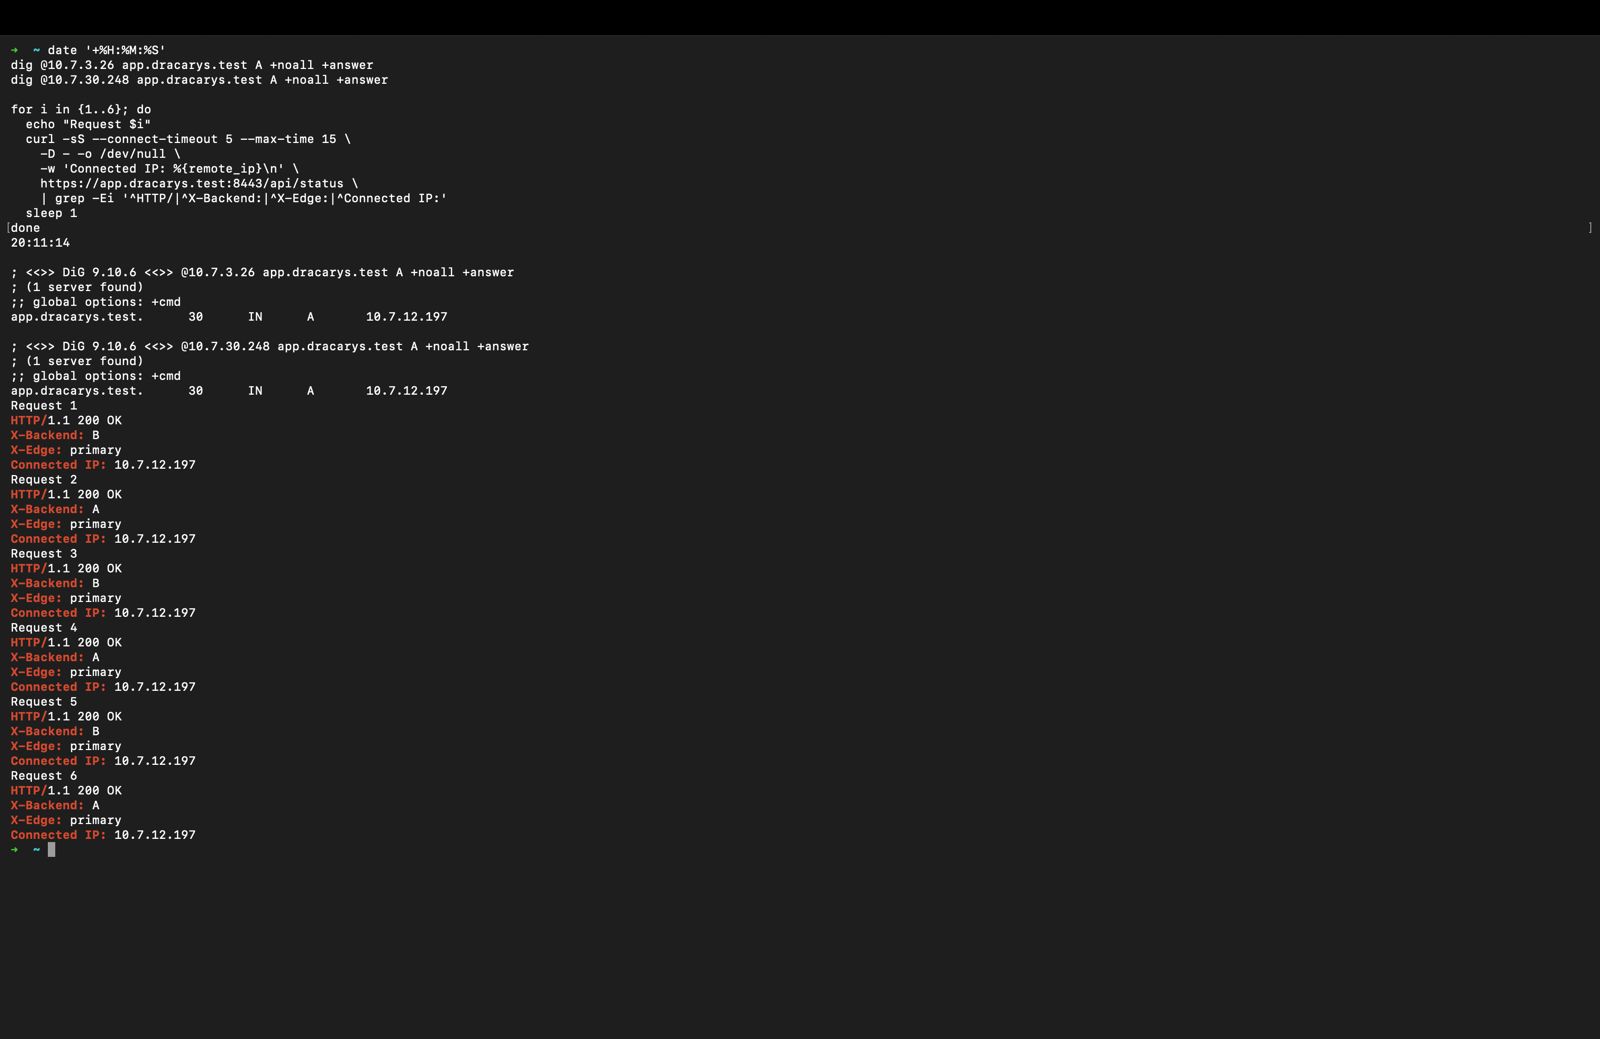 ➜  ~ date '+%H:%M:%S'
dig @10.7.3.26 app.dracarys.test A +noall +answer
dig @10.7.30.248 app.dracarys.test A +noall +answer

for i in {1..6}; do
  echo "Request $i"
  curl -sS --connect-timeout 5 --max-time 15 \
    -D - -o /dev/null \
    -w 'Connected IP: %{remote_ip}\n' \
    https://app.dracarys.test:8443/api/status \
    | grep -Ei '^HTTP/|^X-Backend:|^X-Edge:|^Connected IP:'
  sleep 1
[done ]
20:11:14

; <<>> DiG 9.10.6 <<>> @10.7.3.26 app.dracarys.test A +noall +answer
; (1 server found)
;; global options: +cmd
app.dracarys.test.      30      IN      A       10.7.12.197

; <<>> DiG 9.10.6 <<>> @10.7.30.248 app.dracarys.test A +noall +answer
; (1 server found)
;; global options: +cmd
app.dracarys.test.      30      IN      A       10.7.12.197
Request 1
HTTP/1.1 200 OK
X-Backend: B
X-Edge: primary
Connected IP: 10.7.12.197
Request 2
HTTP/1.1 200 OK
X-Backend: A
X-Edge: primary
Connected IP: 10.7.12.197
Request 3
HTTP/1.1 200 OK
X-Backend: B
X-Edge: primary
Connected IP: 10.7.12.197
Request 4
HTTP/1.1 200 OK
X-Backend: A
X-Edge: primary
Connected IP: 10.7.12.197
Request 5
HTTP/1.1 200 OK
X-Backend: B
X-Edge: primary
Connected IP: 10.7.12.197
Request 6
HTTP/1.1 200 OK
X-Backend: A
X-Edge: primary
Connected IP: 10.7.12.197
➜  ~